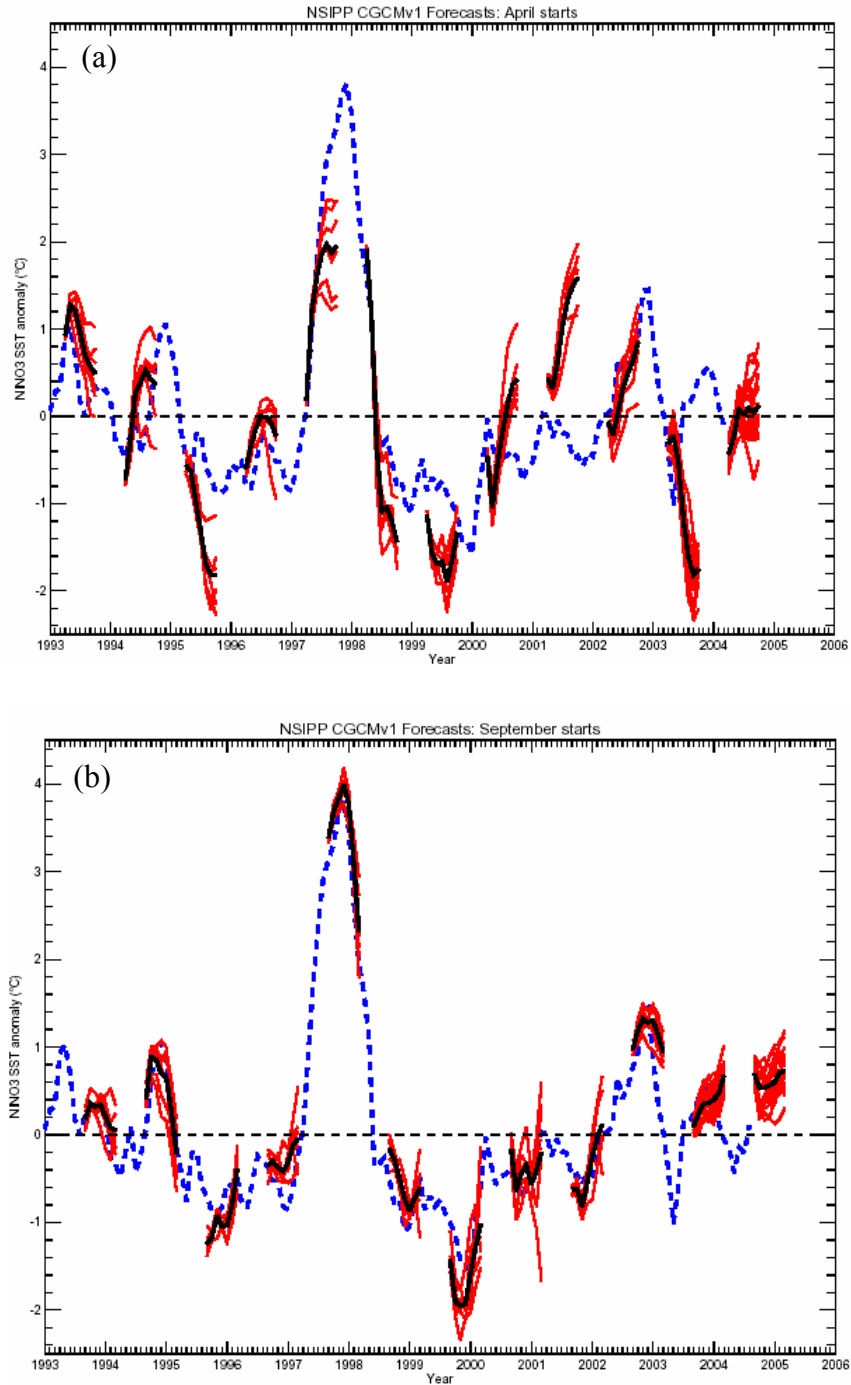 NSIPP CGCMv1 Forecasts: April starts
(a)
NINO3 SST anomaly (°C)
4
3
2
1
0
-1
-2
1993 1994 1995 1996 1997 1998 1999 2000 2001 2002 2003 2004 2005 2006
Year
NSIPP CGCMv1 Forecasts: September starts
(b)
NINO3 SST anomaly (°C)
4
3
2
1
0
-1
-2
1993 1994 1995 1996 1997 1998 1999 2000 2001 2002 2003 2004 2005 2006
Year